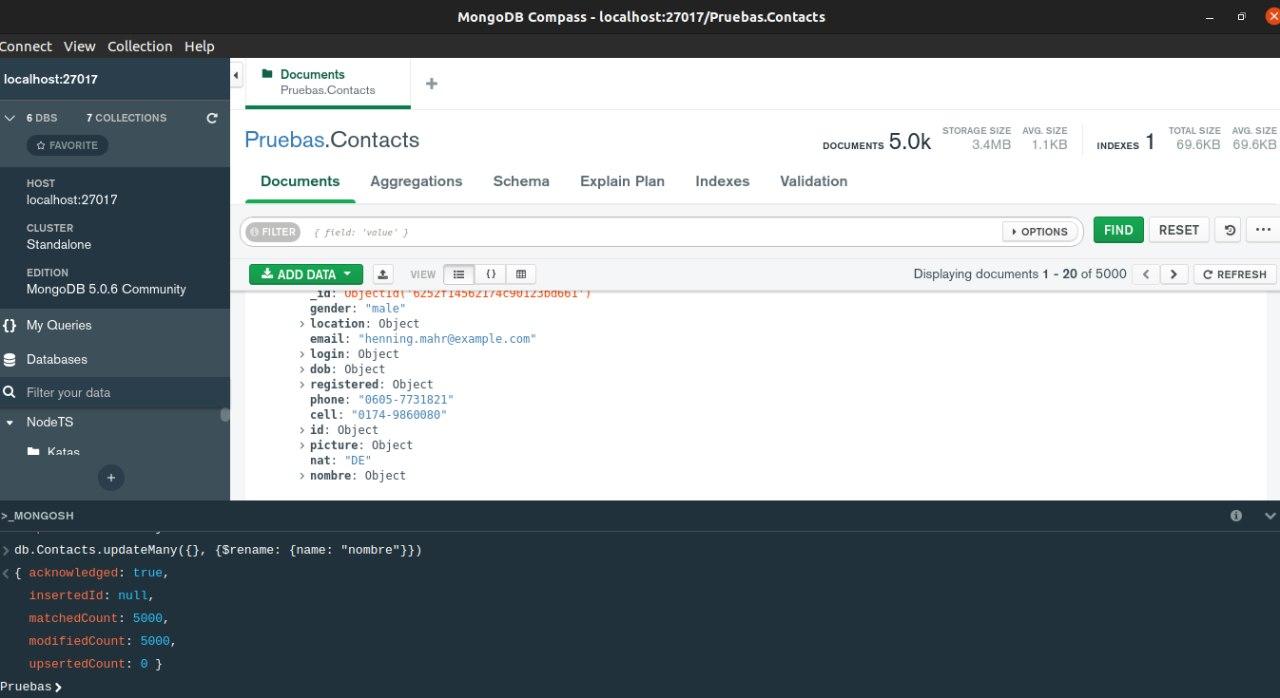 MongoDB Compass - localhost:27017/Pruebas.Contacts
Connect View Collection Help
localhost:27017
6 DBS 7 COLLECTIONS
FAVORITE
HOST
localhost:27017
CLUSTER
Standalone
EDITION
MongoDB 5.0.6 Community
{} My Queries
Databases
Filter your data
NodeTS
Katas
+
Documents
Pruebas.Contacts
+
Pruebas.Contacts
DOCUMENTS 5.0k
STORAGE SIZE
3.4MB
AVG. SIZE
1.1KB
INDEXES 1
TOTAL SIZE
69.6KB
AVG. SIZE
69.6KB
Documents Aggregations Schema Explain Plan Indexes Validation
FILTER { field: 'value' } OPTIONS FIND RESET ...
ADD DATA VIEW {} Displaying documents 1 - 20 of 5000 < > REFRESH
_id: ObjectId('6252f14562174c90123bd661')
gender: "male"
> location: Object
email: "henning.mahr@example.com"
> login: Object
> dob: Object
> registered: Object
phone: "0605-7731821"
cell: "0174-9860080"
> id: Object
> picture: Object
nat: "DE"
> nombre: Object
>_MONGOSH
> db.Contacts.updateMany({}, {$rename: {name: "nombre"}})
< { acknowledged: true,
insertedId: null,
matchedCount: 5000,
modifiedCount: 5000,
upsertedCount: 0 }
Pruebas>